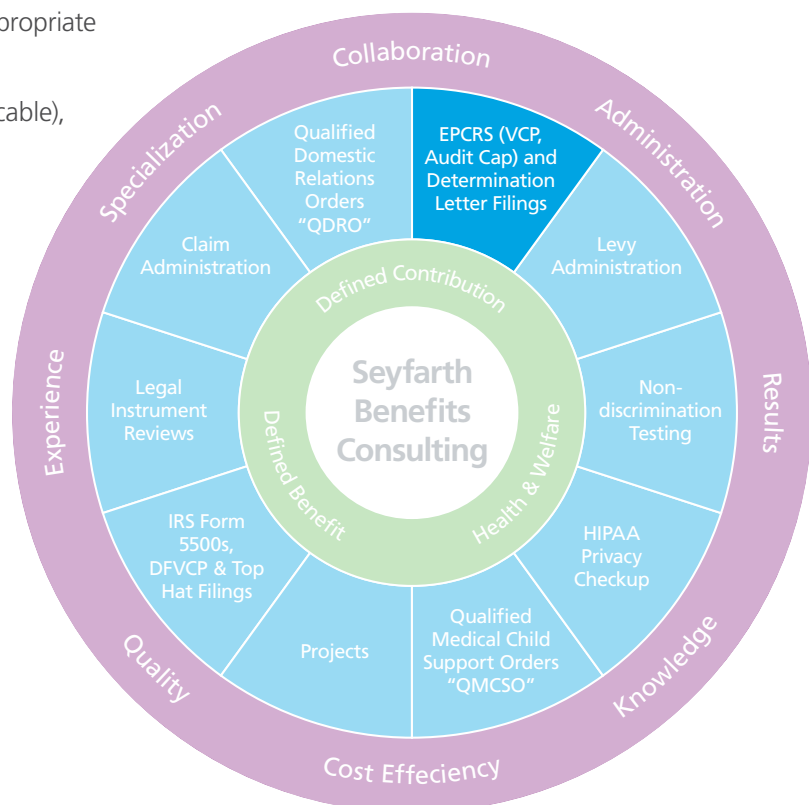 propriate
cable),
Collaboration
Administration
Results
Knowledge
Cost Effeciency
Quality
Experience
Specialization
EPCRS (VCP,
Audit Cap) and
Determination
Letter Filings
Levy
Administration
Non-
discrimination
Testing
HIPAA
Privacy
Checkup
Qualified
Medical Child
Support Orders
“QMCSO”
Projects
IRS Form
5500s,
DFVCP & Top
Hat Filings
Legal
Instrument
Reviews
Claim
Administration
Qualified
Domestic
Relations
Orders
“QDRO”
Defined Contribution
Health & Welfare
Defined Benefit
Seyfarth
Benefits
Consulting